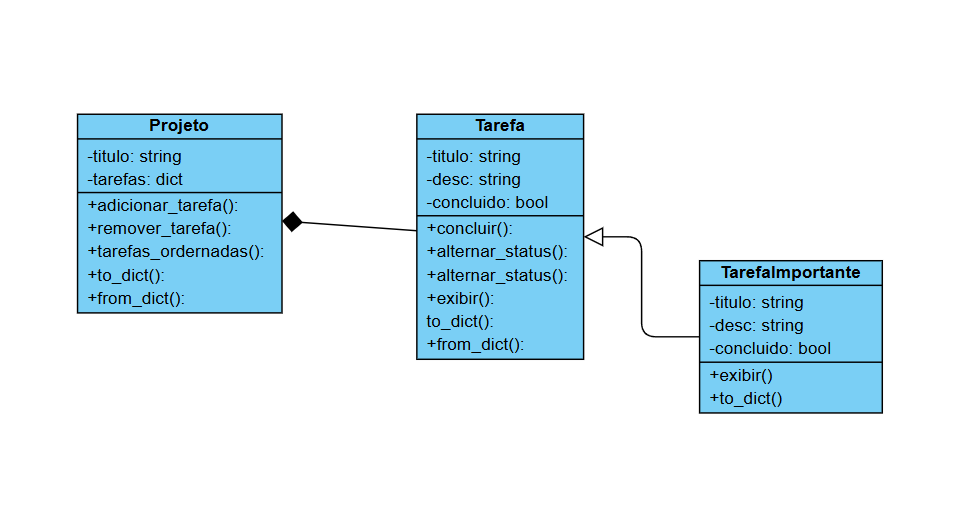 Projeto
-titulo: string
-tarefas: dict
+adicionar_tarefa():
+remover_tarefa():
+tarefas_ordernadas():
+to_dict():
+from_dict():
Tarefa
-titulo: string
-desc: string
-concluido: bool
+concluir():
+alternar_status():
+alternar_status():
+exibir():
to_dict():
+from_dict():
TarefaImportante
-titulo: string
-desc: string
-concluido: bool
+exibir()
+to_dict()